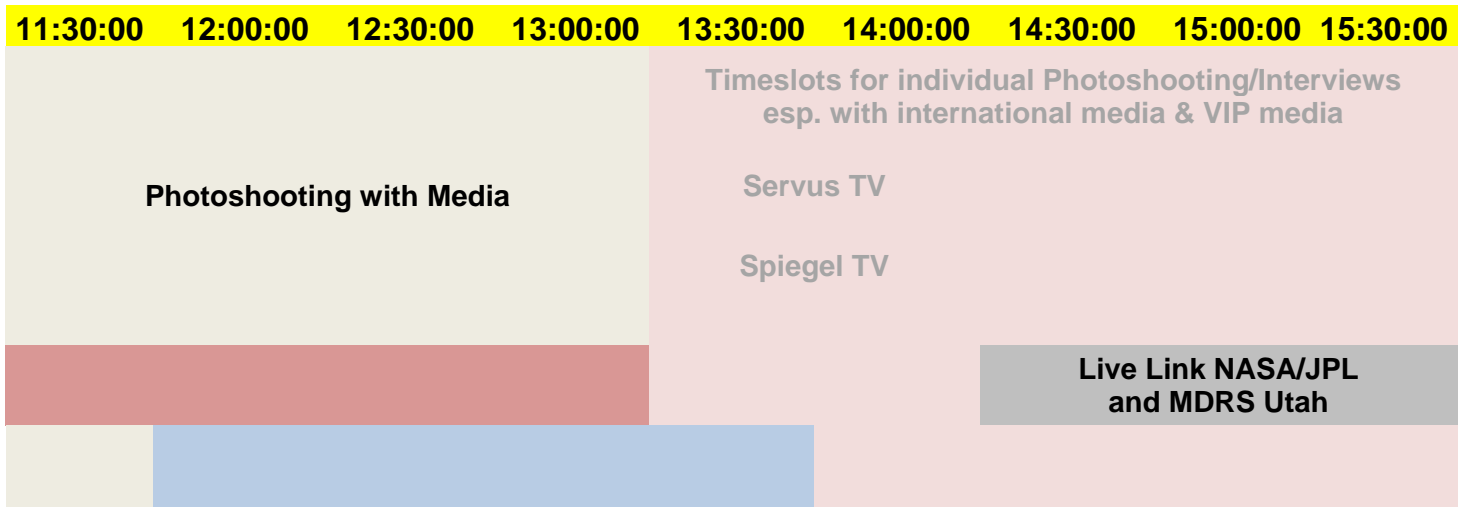 11:30:00 12:00:00 12:30:00 13:00:00 13:30:00 14:00:00 14:30:00 15:00:00 15:30:00
Timeslots for individual Photoshooting/Interviews
esp. with international media & VIP media
Photoshooting with Media
Servus TV
Spiegel TV
Live Link NASA/JPL
and MDRS Utah